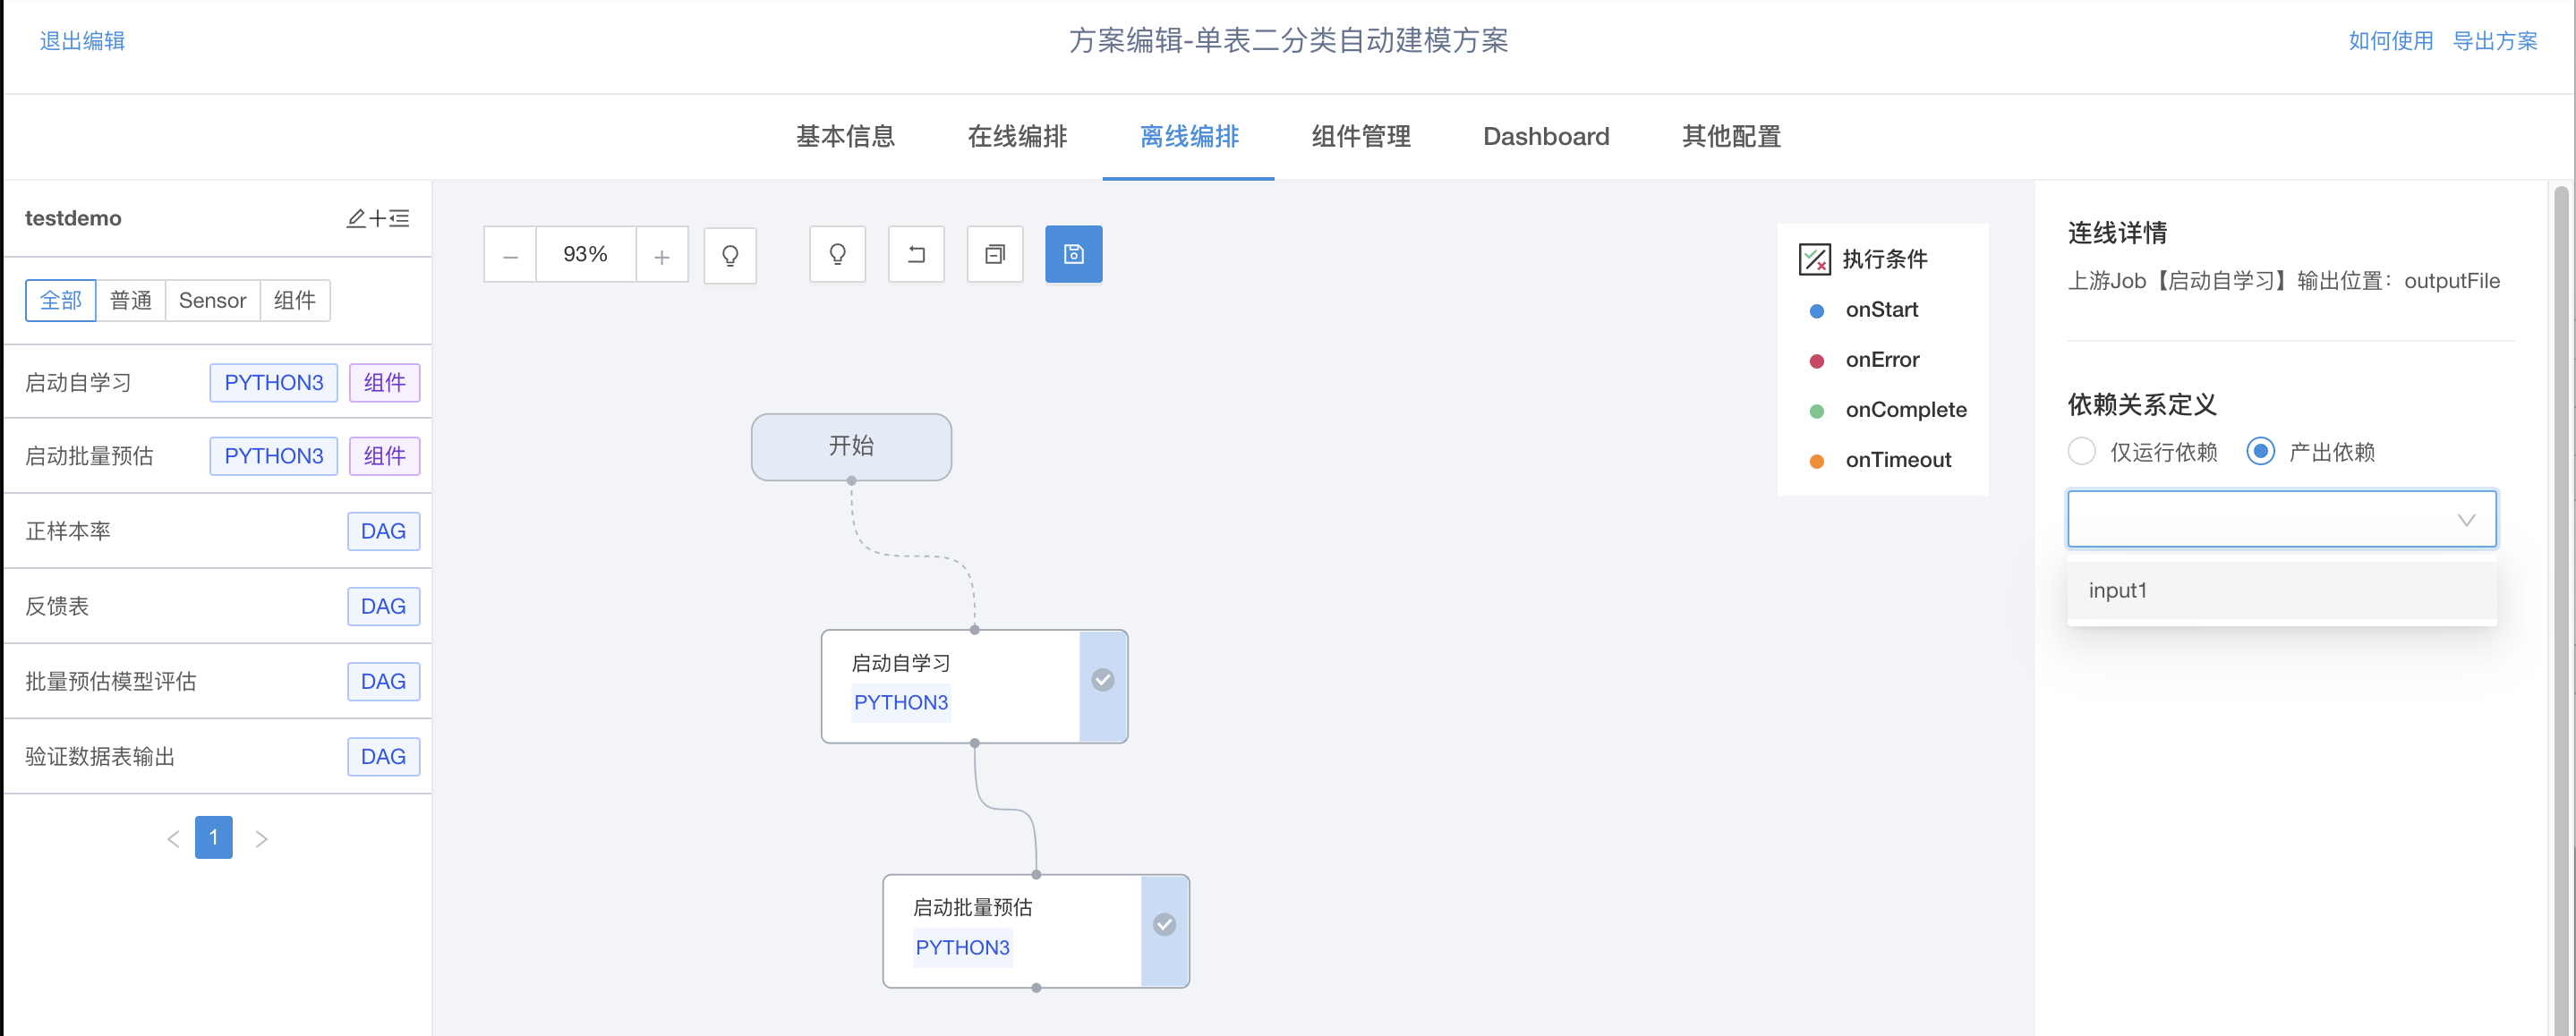 退出编辑
方案编辑-单表二分类自动建模方案
如何使用 导出方案
基本信息 在线编排 离线编排 组件管理 Dashboard 其他配置
testdemo
全部 普通 Sensor 组件
启动自学习 PYTHON3 组件
启动批量预估 PYTHON3 组件
正样本率 DAG
反馈表 DAG
批量预估模型评估 DAG
验证数据表输出 DAG
1
93%
执行条件
onStart
onError
onComplete
onTimeout
开始
启动自学习
PYTHON3
启动批量预估
PYTHON3
连线详情
上游Job【启动自学习】输出位置：outputFile
依赖关系定义
仅运行依赖 产出依赖
input1